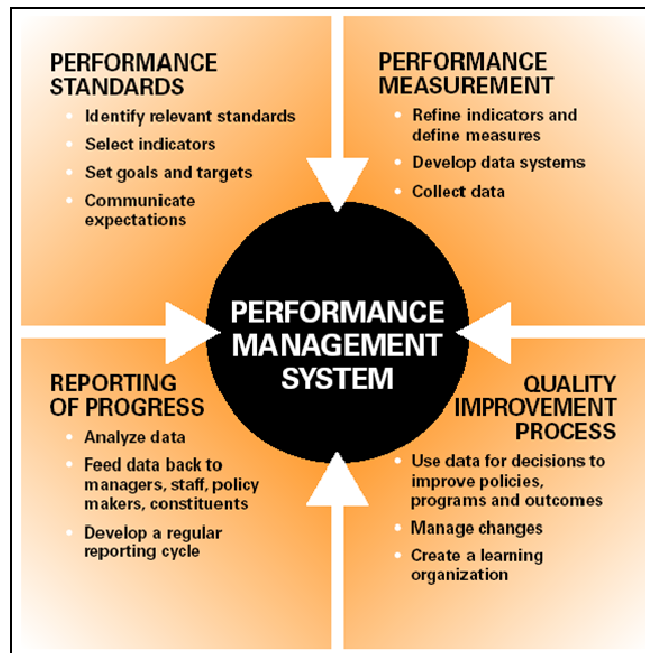 PERFORMANCE
STANDARDS
• Identify relevant standards
• Select indicators
• Set goals and targets
• Communicate
expectations
PERFORMANCE
MEASUREMENT
• Refine indicators and
define measures
• Develop data systems
• Collect data
PERFORMANCE
MANAGEMENT
SYSTEM
REPORTING
OF PROGRESS
• Analyze data
• Feed data back to
managers, staff, policy
makers, constituents
• Develop a regular
reporting cycle
QUALITY
IMPROVEMENT
PROCESS
• Use data for decisions to
improve policies,
programs and outcomes
• Manage changes
• Create a learning
organization